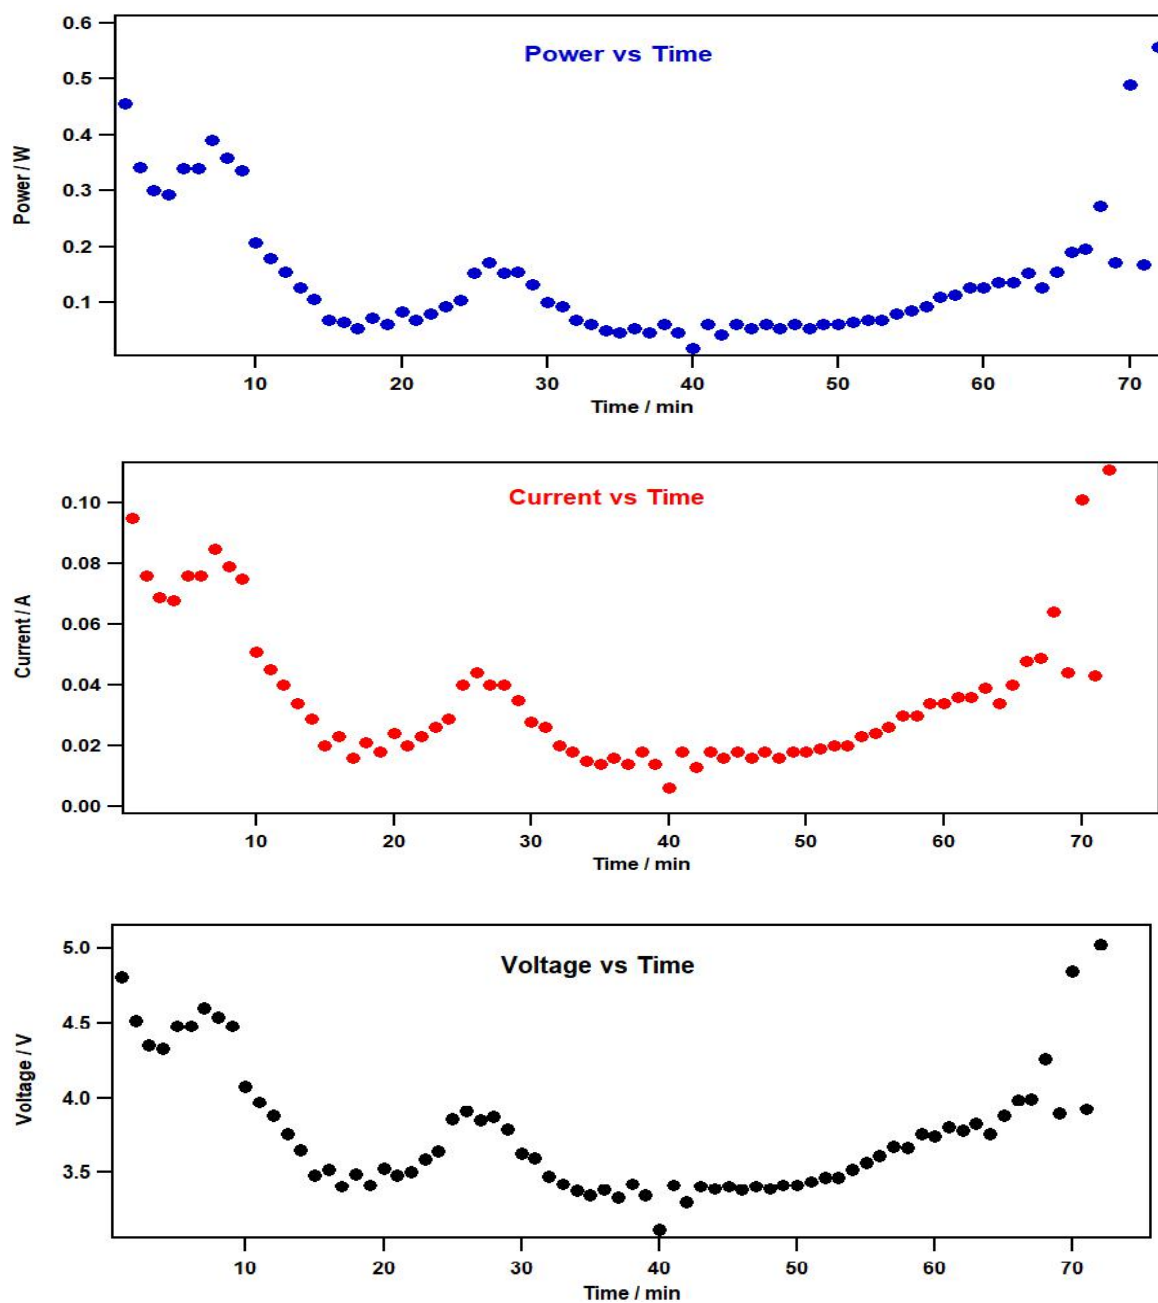 Power vs Time
Power / W
0.6
0.5
0.4
0.3
0.2
0.1
10 20 30 40 50 60 70
Time / min
Current vs Time
Current / A
0.10
0.08
0.06
0.04
0.02
0.00
10 20 30 40 50 60 70
Time / min
Voltage vs Time
Voltage / V
5.0
4.5
4.0
3.5
10 20 30 40 50 60 70
Time / min